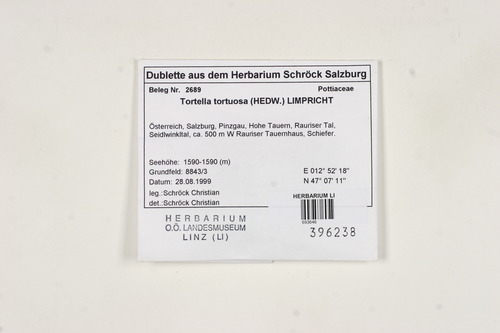 Dublette aus dem Herbarium Schröck Salzburg
Beleg Nr. 2689 Pottiaceae
Tortella tortuosa (HEDW.) LIMPRICHT
Österreich, Salzburg, Pinzgau, Hohe Tauern, Rauriser Tal,
Seidlwinkltal, ca. 500 m W Rauriser Tauernhaus, Schiefer.
Seehöhe: 1590-1590 (m) E 012° 52' 18"
Grundfeld: 8843/3 N 47° 07' 11"
Datum: 28.08.1999
leg.:Schröck Christian
det.:Schröck Christian
HERBARIUM LI
HERBARIUM
O.Ö. LANDESMUSEUM
LINZ (LI)
396238